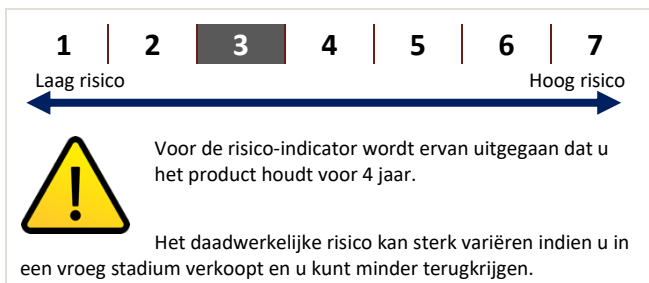 1 2 3 4 5 6 7
Laag risico Hoog risico
Voor de risico-indicator wordt ervan uitgegaan dat u
het product houdt voor 4 jaar.
Het daadwerkelijke risico kan sterk variëren indien u in
een vroeg stadium verkoopt en u kunt minder terugkrijgen.